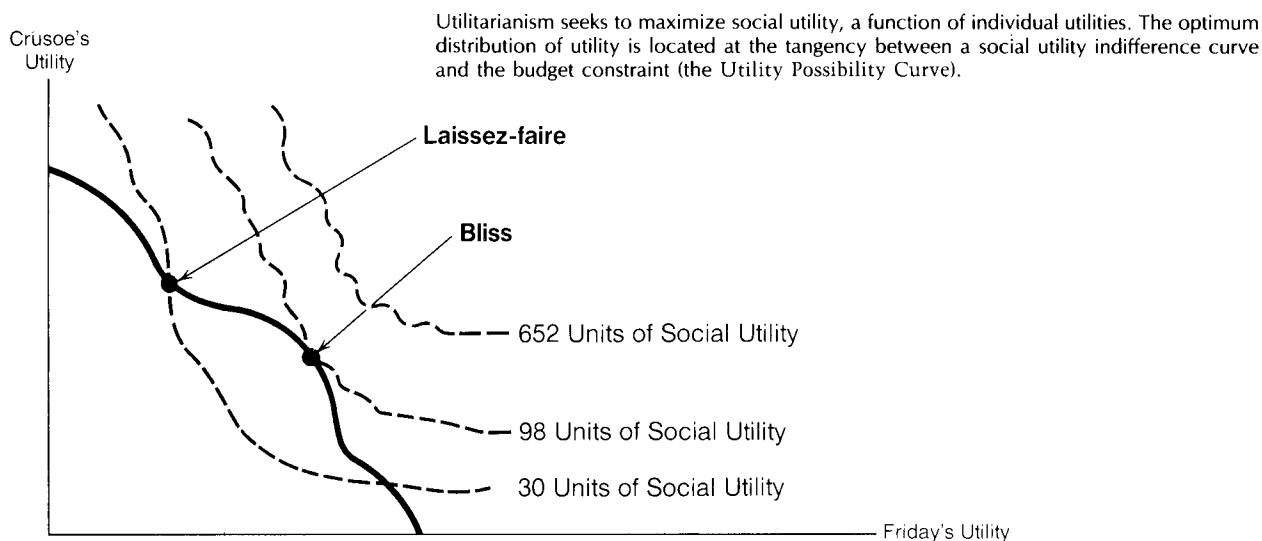 Utilitarianism seeks to maximize social utility, a function of individual utilities. The optimum
distribution of utility is located at the tangency between a social utility indifference curve
and the budget constraint (the Utility Possibility Curve).
Crusoe's
Utility
Laissez-faire
Bliss
652 Units of Social Utility
98 Units of Social Utility
30 Units of Social Utility
Friday's Utility